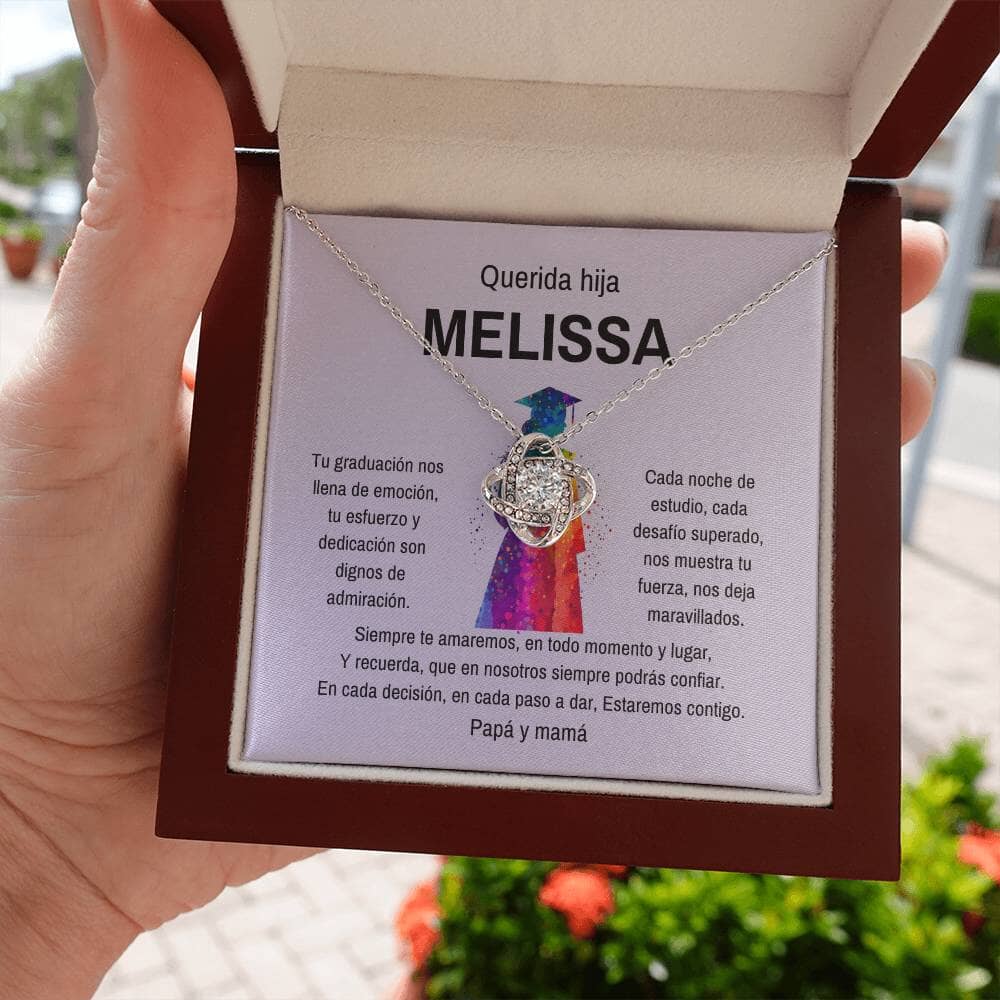 Querida hija
MELISSA
Tu graduación nos
llena de emoción,
tu esfuerzo y
dedicación son
dignos de
admiración.
Cada noche de
estudio, cada
desafío superado,
nos muestra tu
fuerza, nos deja
maravillados.
Siempre te amaremos, en todo momento y lugar,
Y recuerda, que en nosotros siempre podrás confiar.
En cada decisión, en cada paso a dar, Estaremos contigo.
Papá y mamá